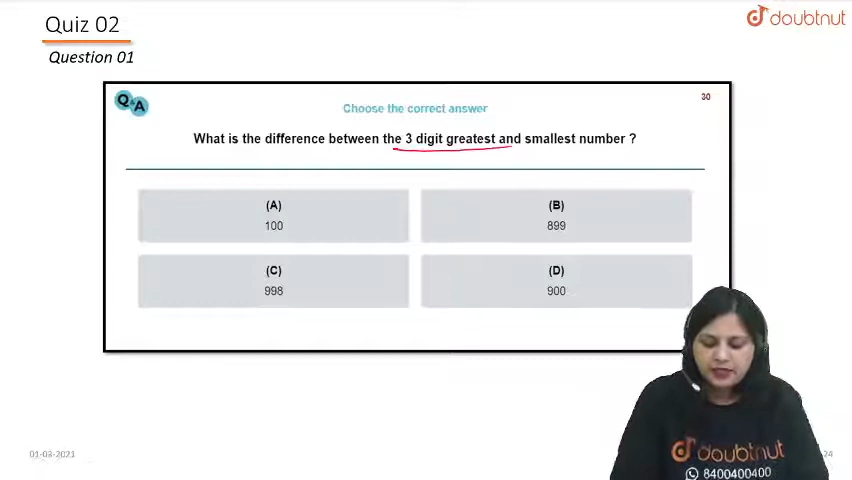 Quiz 02
doubtnut
Question 01
Q&A
30
Choose the correct answer
What is the difference between the 3 digit greatest and smallest number ?
(A)
100
(B)
899
(C)
998
(D)
900
doubtnut
8400400400
01-03-2021
24